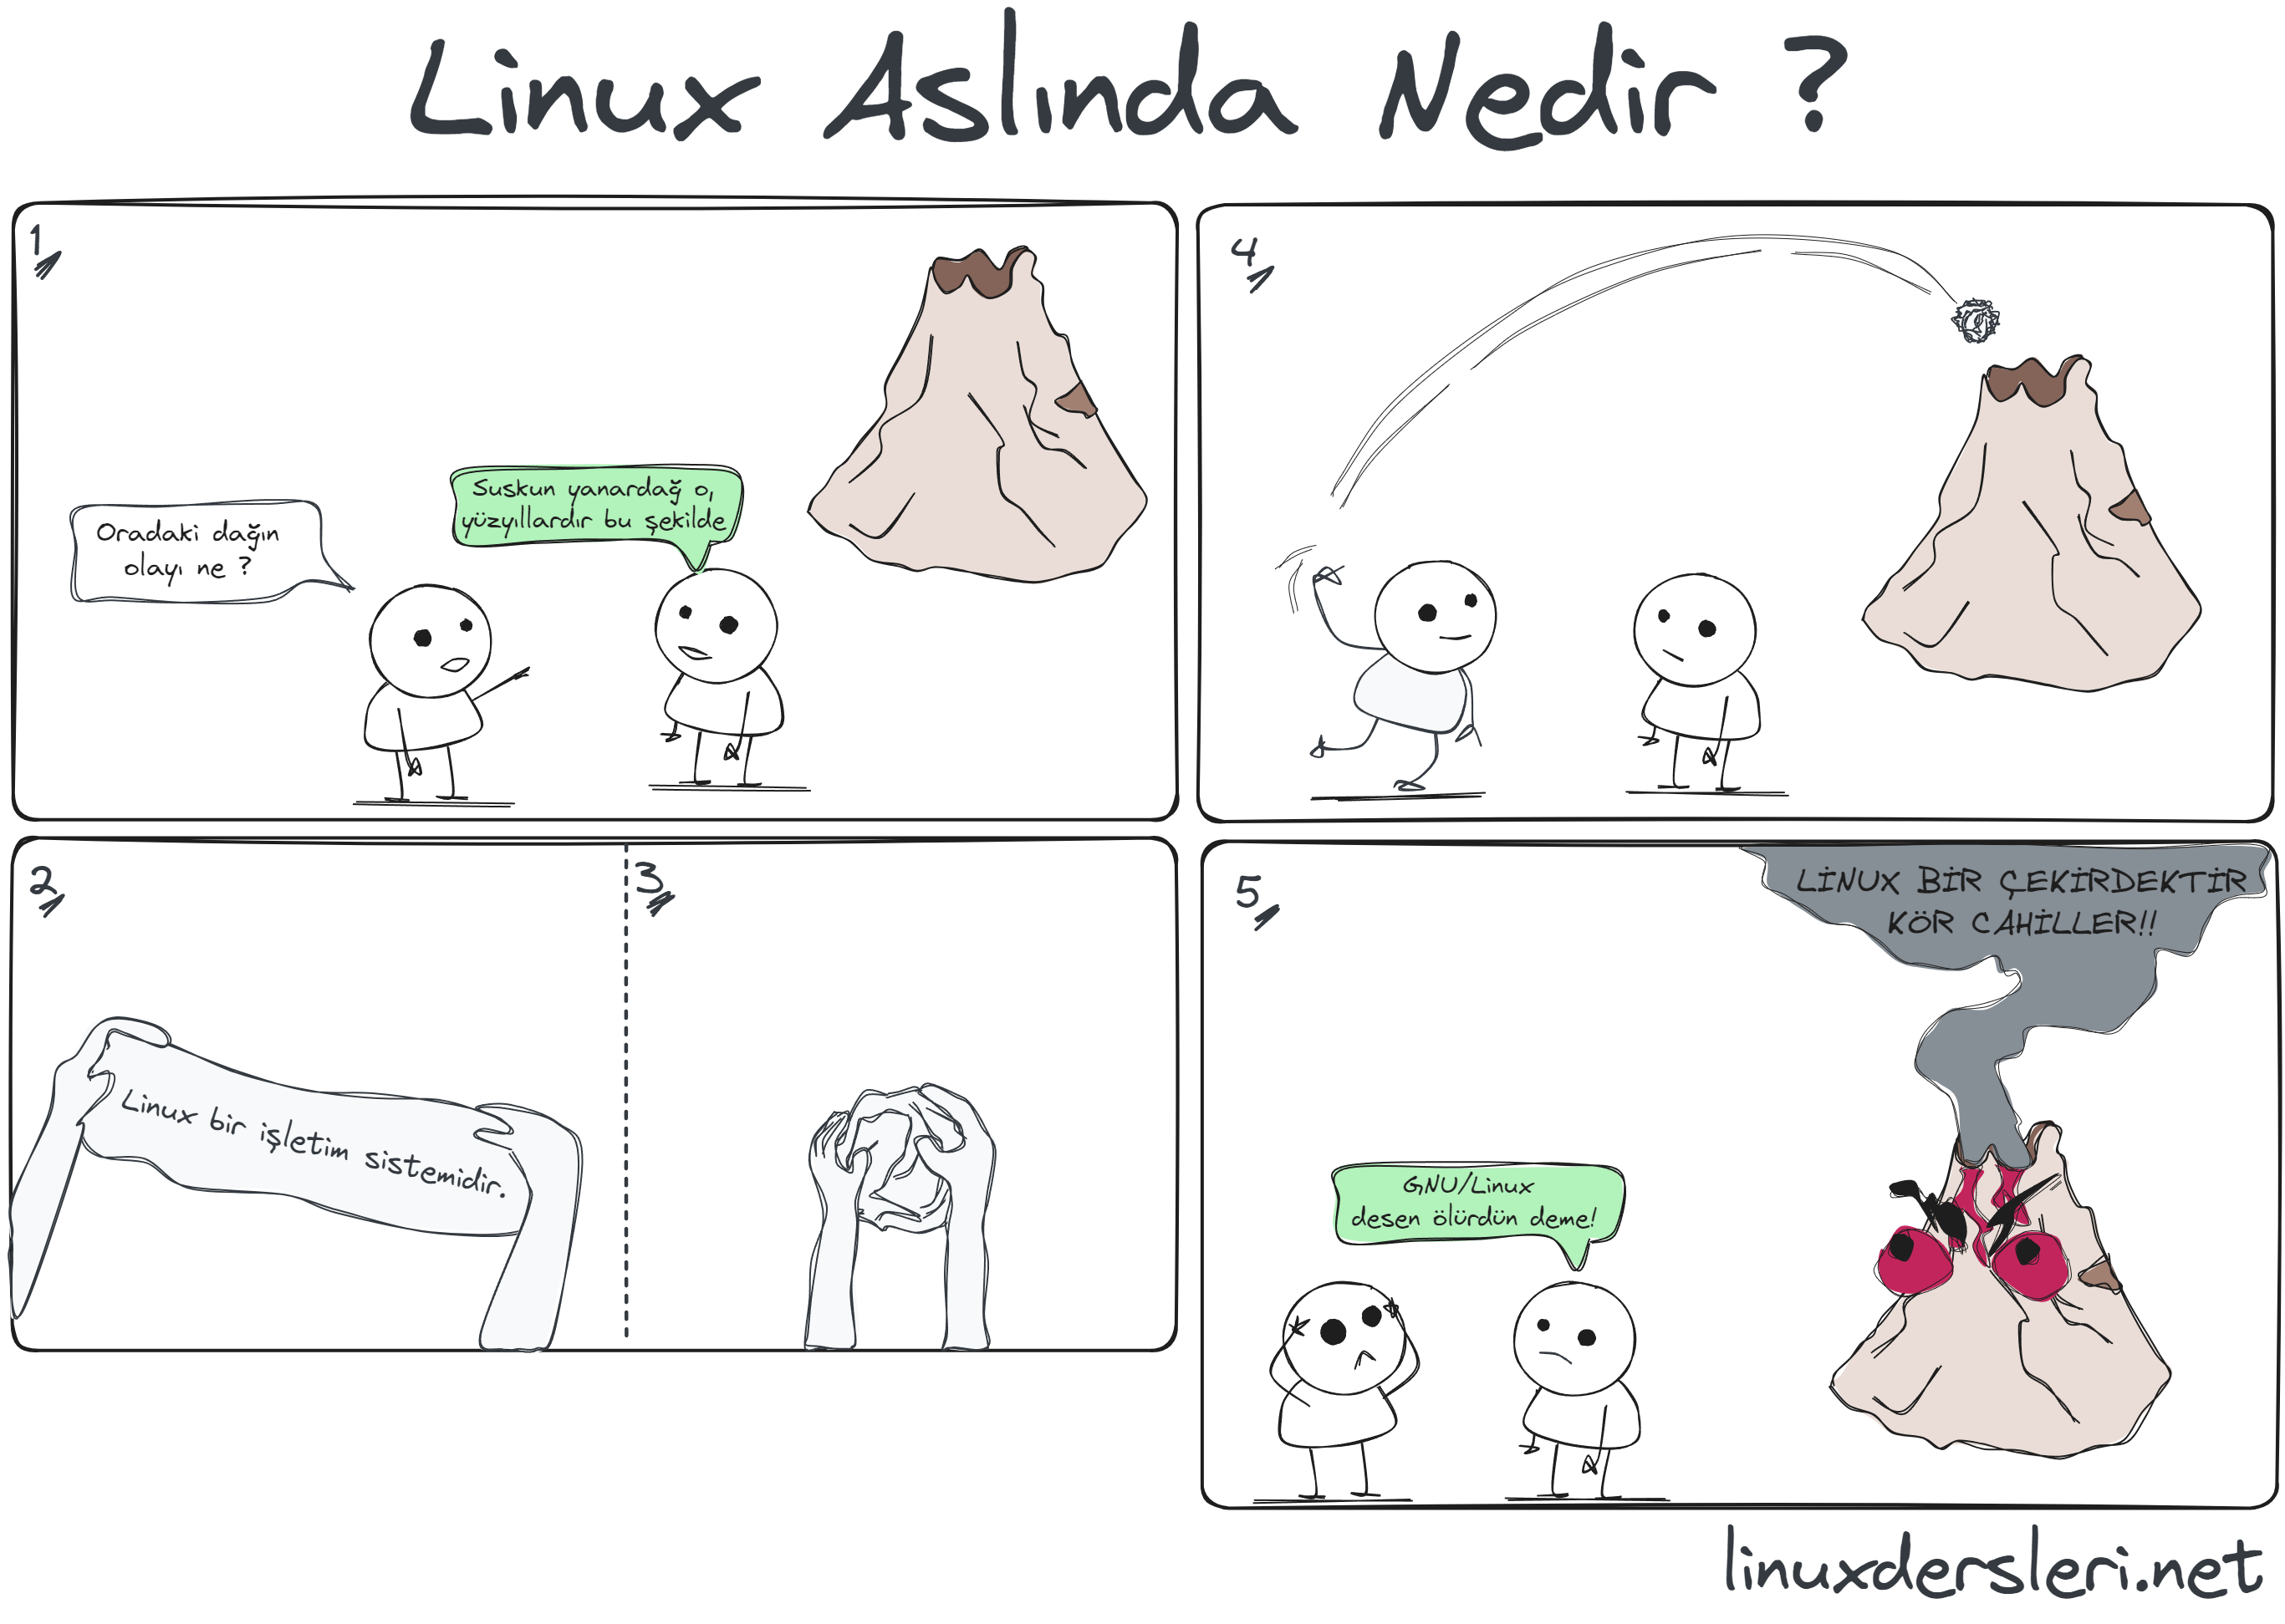 Linux Aslında Nedir ?
1
Oradaki dağın
olayı ne ?
Suskun yanardağ o,
yüzyıllardır bu şekilde
2
Linux bir işletim sistemidir.
3
4
5
LİNUX BİR ÇEKİRDEKTİR
KÖR CAHİLLER!!
GNU/Linux
desen ölürdün deme!
linuxdersleri.net